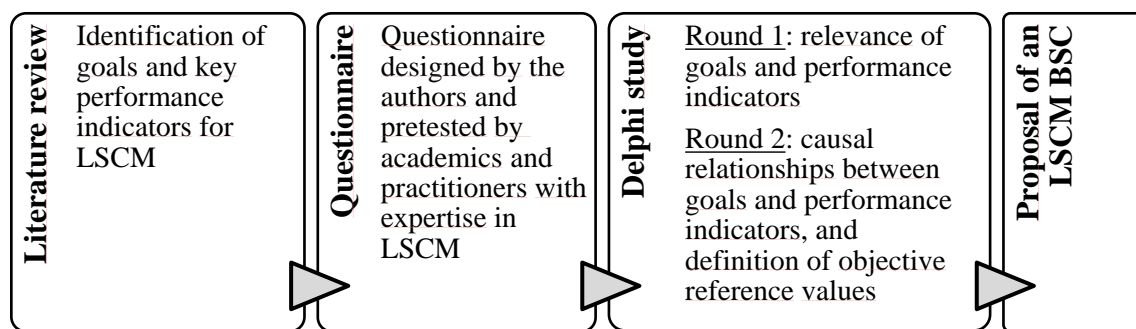 Literature review
Identification of
goals and key
performance
indicators for
LSCM
Questionnaire
Questionnaire
designed by the
authors and
pretested by
academics and
practitioners with
expertise in
LSCM
Delphi study
Round 1: relevance of
goals and performance
indicators
Round 2: causal
relationships between
goals and performance
indicators, and
definition of objective
reference values
Proposal of an
LSCM BSC